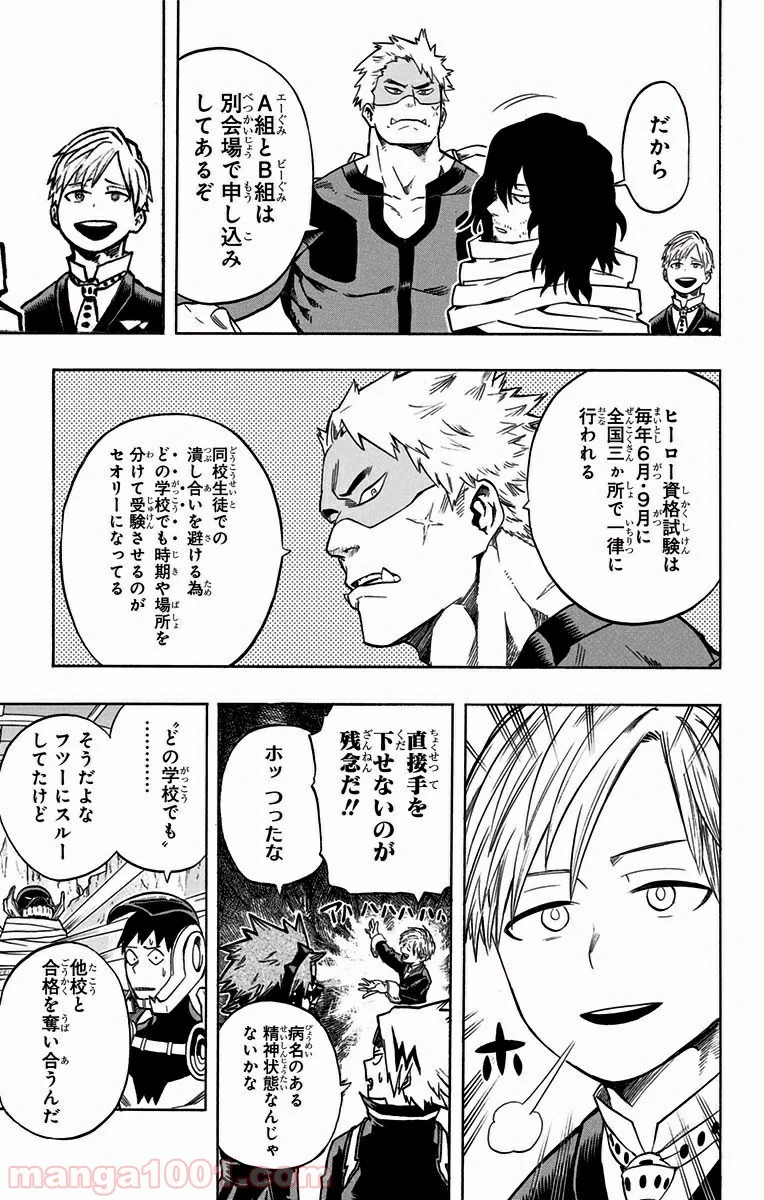 だから
A組とB組は
別会場で申し込み
してあるぞ
ヒーロー資格試験は
毎年6月・9月に
全国三ヵ所で一律に
行われる
同校生徒での
潰し合いを避ける為
どの学校でも時期や場所を
分けて受験させるのが
セオリーになってる
ホッ
直接手を
下せないのが
残念だ!!
ホッ つったな
アハハハハ
病名のある
精神状態なんじゃ
ないかな
〝どの学校でも〟
…………
そうだよな
フツーにスルー
してたけど
他校と
合格を奪い合うんだ
manga1001.com